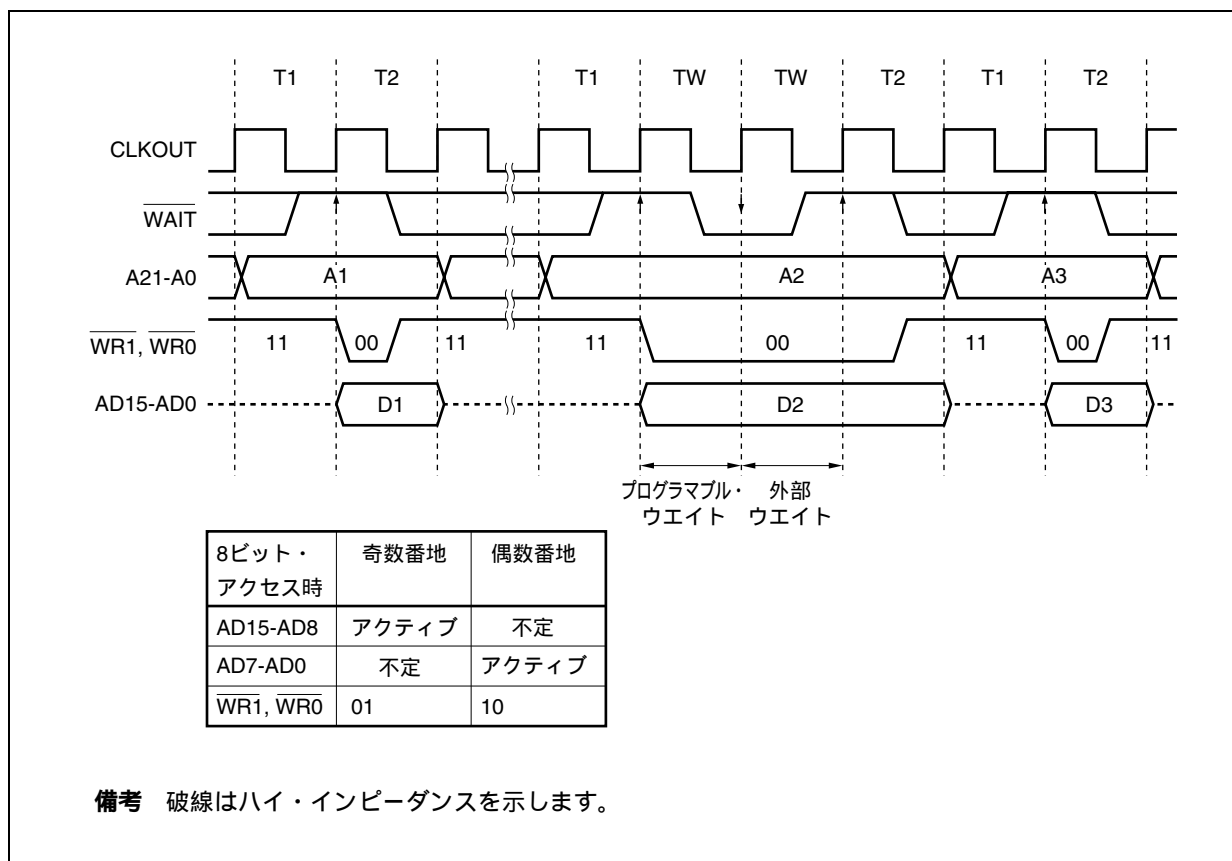 T1 T2 T1 TW TW T2 T1 T2
CLKOUT
WAIT
A21-A0 A1 A2 A3
WR1, WR0 11 00 11 11 00 11 00 11
AD15-AD0 D1 D2 D3
プログラマブル・ウエイト
外部ウエイト
8ビット・アクセス時 奇数番地 偶数番地
AD15-AD8 アクティブ 不定
AD7-AD0 不定 アクティブ
WR1, WR0 01 10
備考 破線はハイ・インピーダンスを示します。